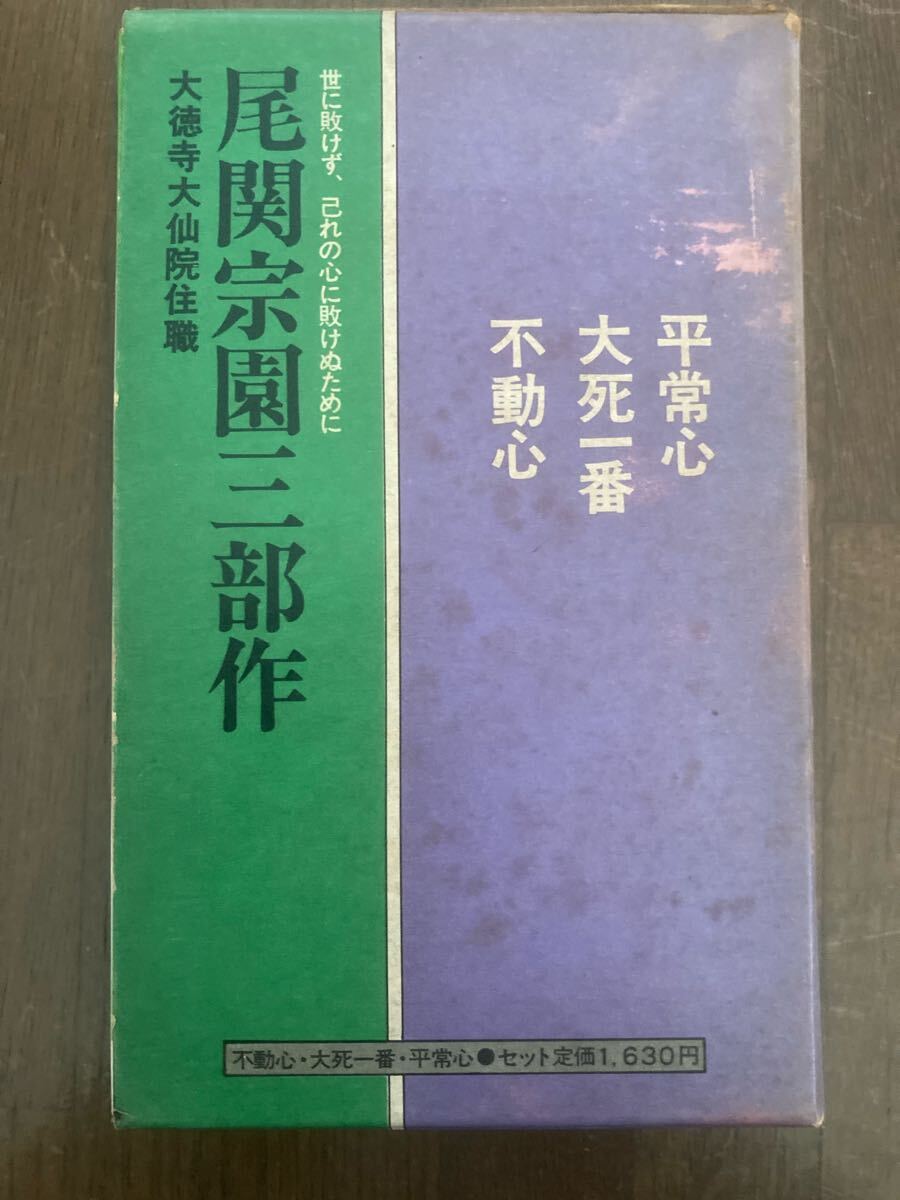 平常心
大死一番
不動心
世に敗けず、己れの心に敗けぬために
尾関宗園三部作
大徳寺大仙院住職
不動心・大死一番・平常心●セット定価1,630円